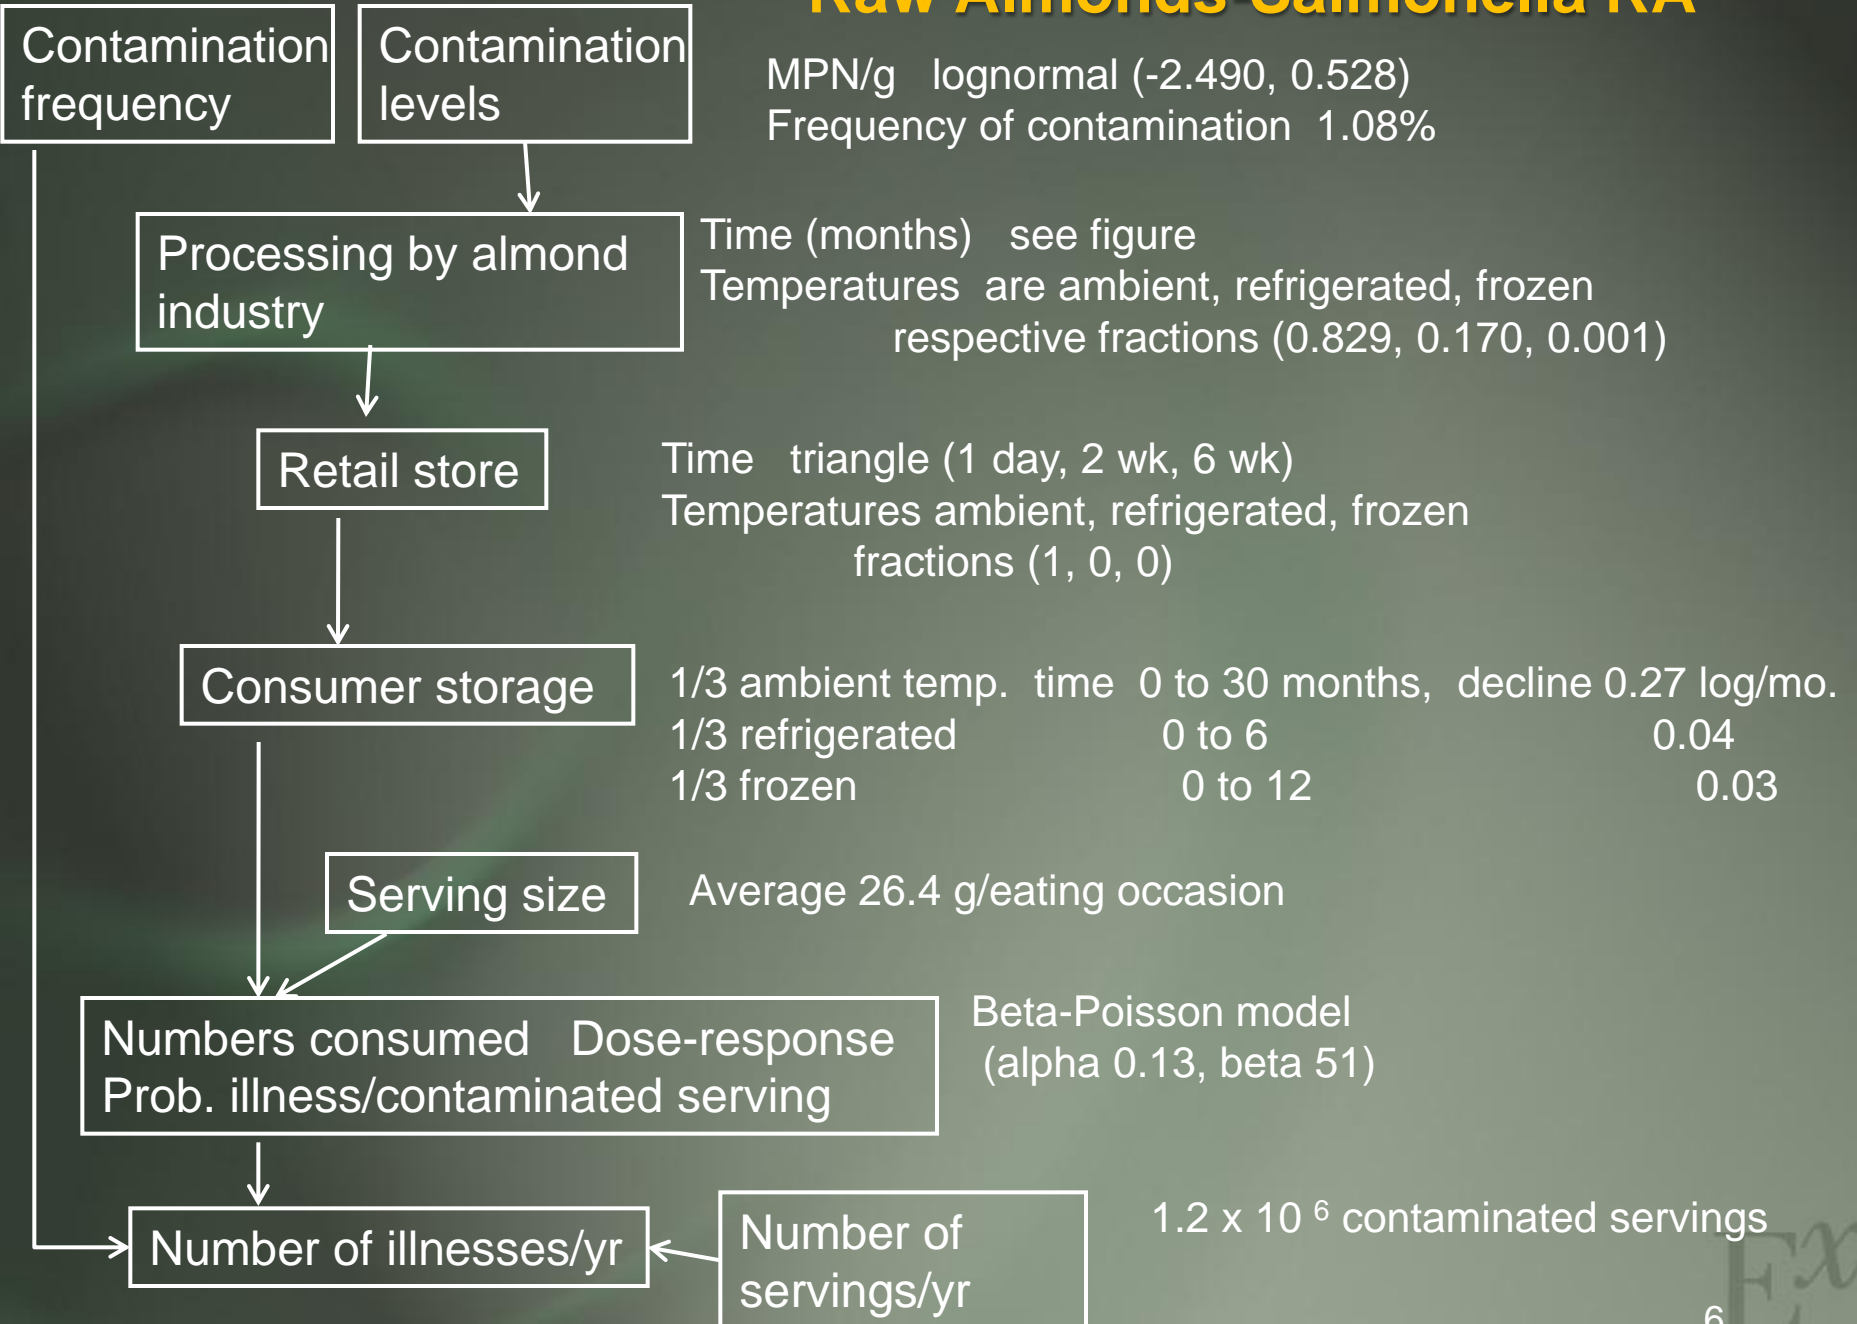 Raw Almonds-Salmonella RA
Contamination
frequency
Contamination
levels
MPN/g lognormal (-2.490, 0.528)
Frequency of contamination 1.08%
Processing by almond
industry
Time (months) see figure
Temperatures are ambient, refrigerated, frozen
respective fractions (0.829, 0.170, 0.001)
Retail store
Time triangle (1 day, 2 wk, 6 wk)
Temperatures ambient, refrigerated, frozen
fractions (1, 0, 0)
Consumer storage
1/3 ambient temp. time 0 to 30 months, decline 0.27 log/mo.
1/3 refrigerated 0 to 6 0.04
1/3 frozen 0 to 12 0.03
Serving size
Average 26.4 g/eating occasion
Numbers consumed Dose-response
Prob. illness/contaminated serving
Beta-Poisson model
(alpha 0.13, beta 51)
Number of illnesses/yr
Number of
servings/yr
1.2 x 10 ⁶ contaminated servings
Ex
6